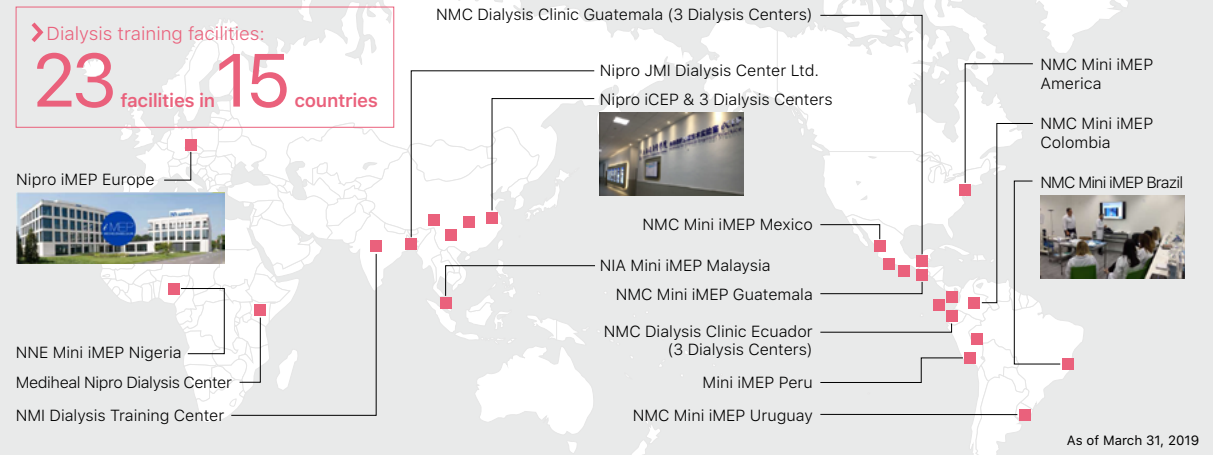 Dialysis training facilities:
23 facilities in 15 countries
NMC Dialysis Clinic Guatemala (3 Dialysis Centers)
Nipro JMI Dialysis Center Ltd.
Nipro iCEP & 3 Dialysis Centers
NMC Mini iMEP
America
NMC Mini iMEP
Colombia
NMC Mini iMEP Brazil
Nipro iMEP Europe
iMEP
NMC Mini iMEP Mexico
NIA Mini iMEP Malaysia
NMC Mini iMEP Guatemala
NMC Dialysis Clinic Ecuador
(3 Dialysis Centers)
Mini iMEP Peru
NMC Mini iMEP Uruguay
NNE Mini iMEP Nigeria
Mediheal Nipro Dialysis Center
NMI Dialysis Training Center
As of March 31, 2019